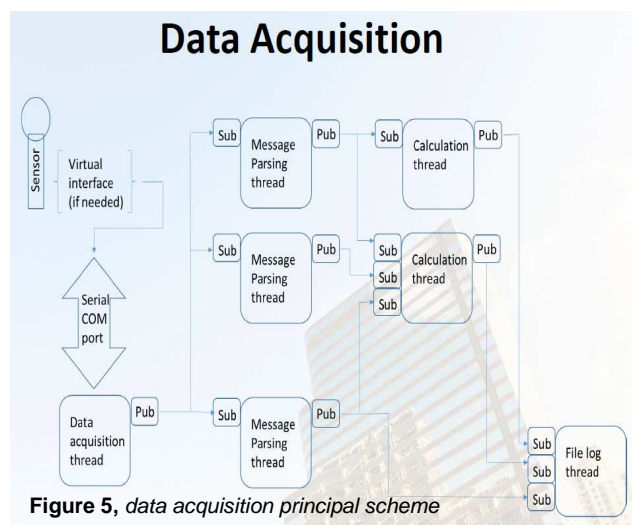 Data Acquisition
Sensor
Virtual
interface
(if needed)
Serial
COM
port
Data
acquisition
thread
Pub
Sub
Message
Parsing
thread
Pub
Sub
Calculation
thread
Pub
Sub
Message
Parsing
thread
Pub
Sub
Sub
Sub
Calculation
thread
Pub
Sub
Message
Parsing
thread
Pub
Sub
Sub
Sub
File log
thread
Figure 5, data acquisition principal scheme